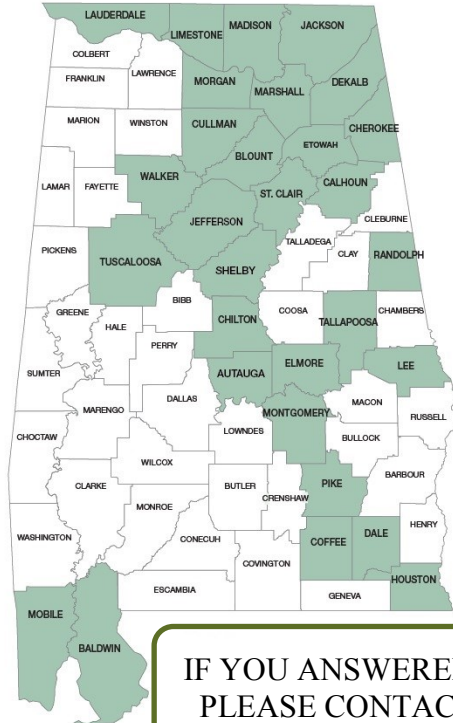 LAUDERDALE
LIMESTONE
MADISON
JACKSON
COLBERT
FRANKLIN
LAWRENCE
MORGAN
MARSHALL
DEKALB
MARION
WINSTON
CULLMAN
CHEROKEE
BLOUNT
ETOWAH
LAMAR
FAYETTE
WALKER
ST. CLAIR
CALHOUN
JEFFERSON
CLEBURNE
PICKENS
TUSCALOOSA
SHELBY
TALLADEGA
CLAY
RANDOLPH
BIBB
GREENE
HALE
CHILTON
COOSA
TALLAPOOSA
CHAMBERS
PERRY
SUMTER
AUTAUGA
ELMORE
LEE
MARENGO
DALLAS
MACON
MONTGOMERY
RUSSELL
CHOCTAW
LOWNDES
BULLOCK
WILCOX
CLARKE
BUTLER
CRENSHAW
PIKE
BARBOUR
MONROE
WASHINGTON
CONECUH
COVINGTON
COFFEE
DALE
HENRY
ESCAMBIA
GENEVA
HOUSTON
MOBILE
BALDWIN
IF YOU ANSWERE
PLEASE CONTAC